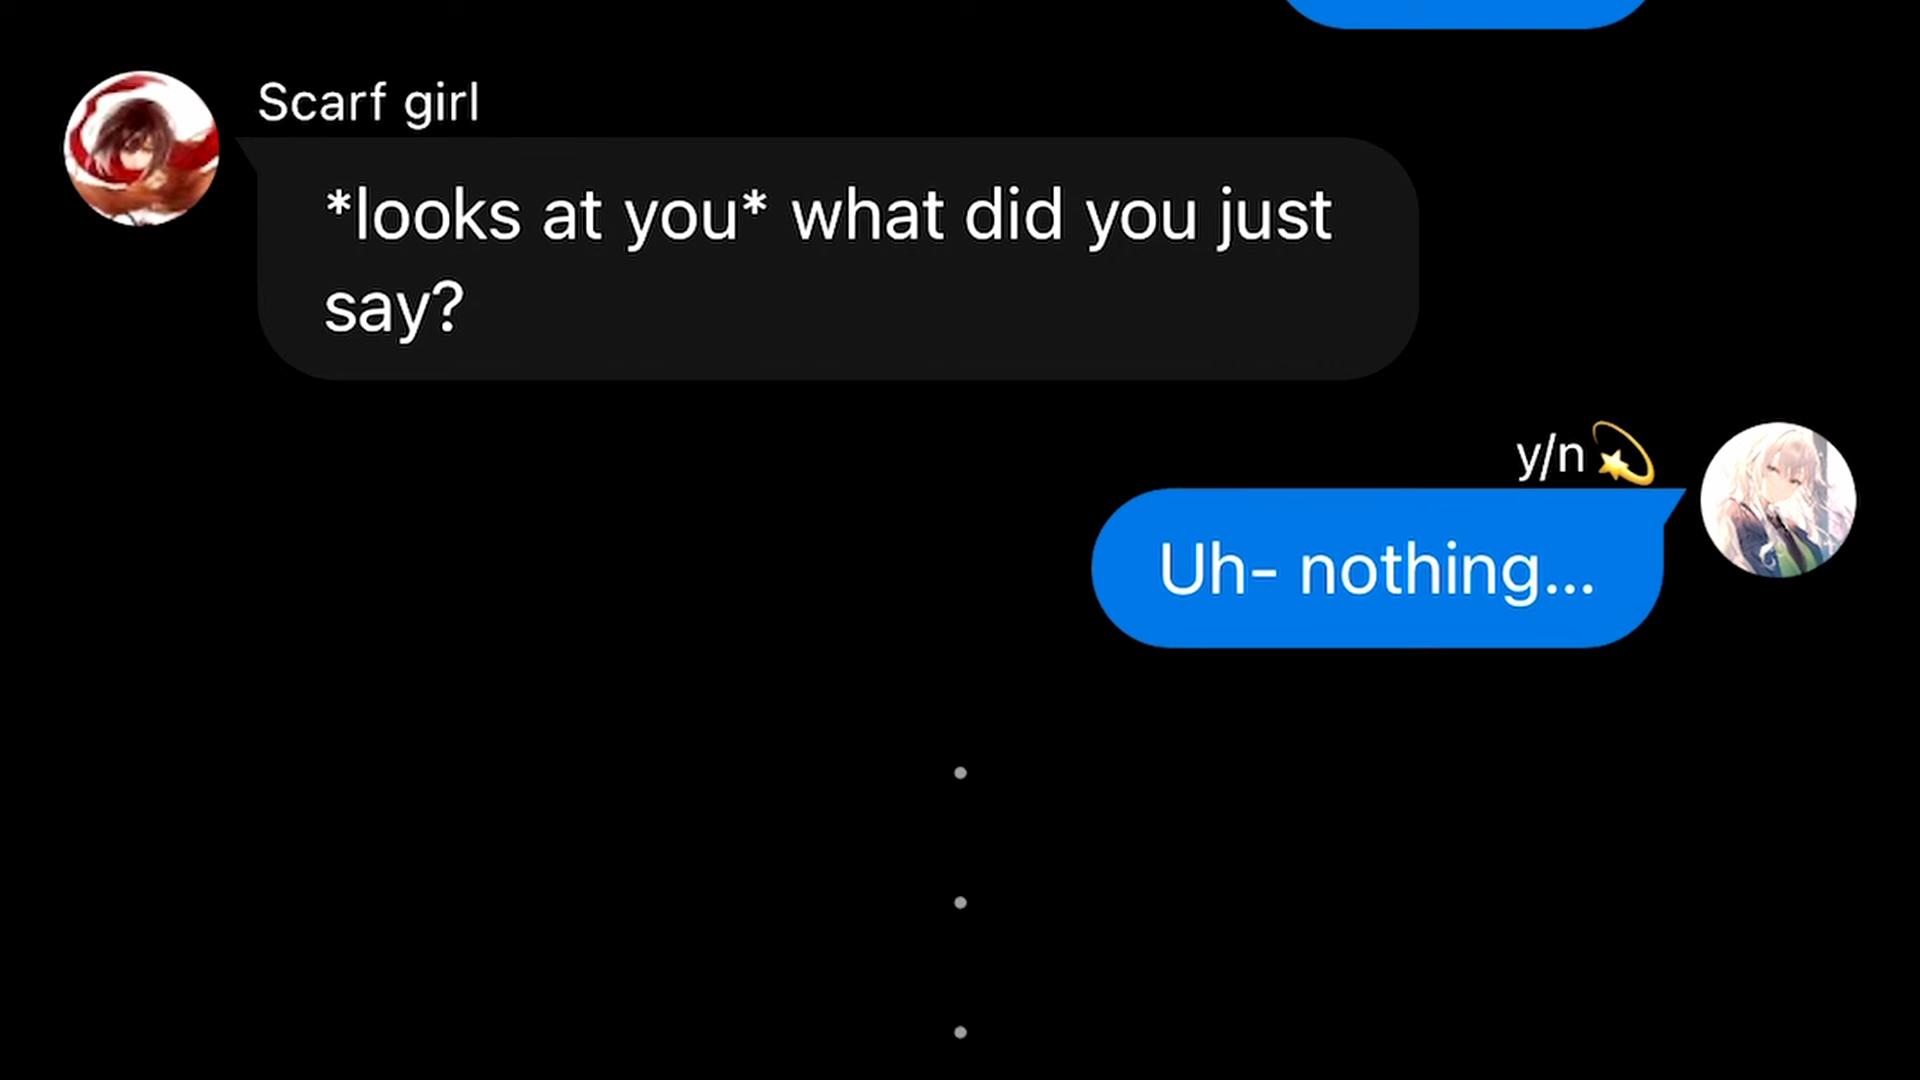 Scarf girl
*looks at you* what did you just
say?
y/n💫
Uh- nothing...